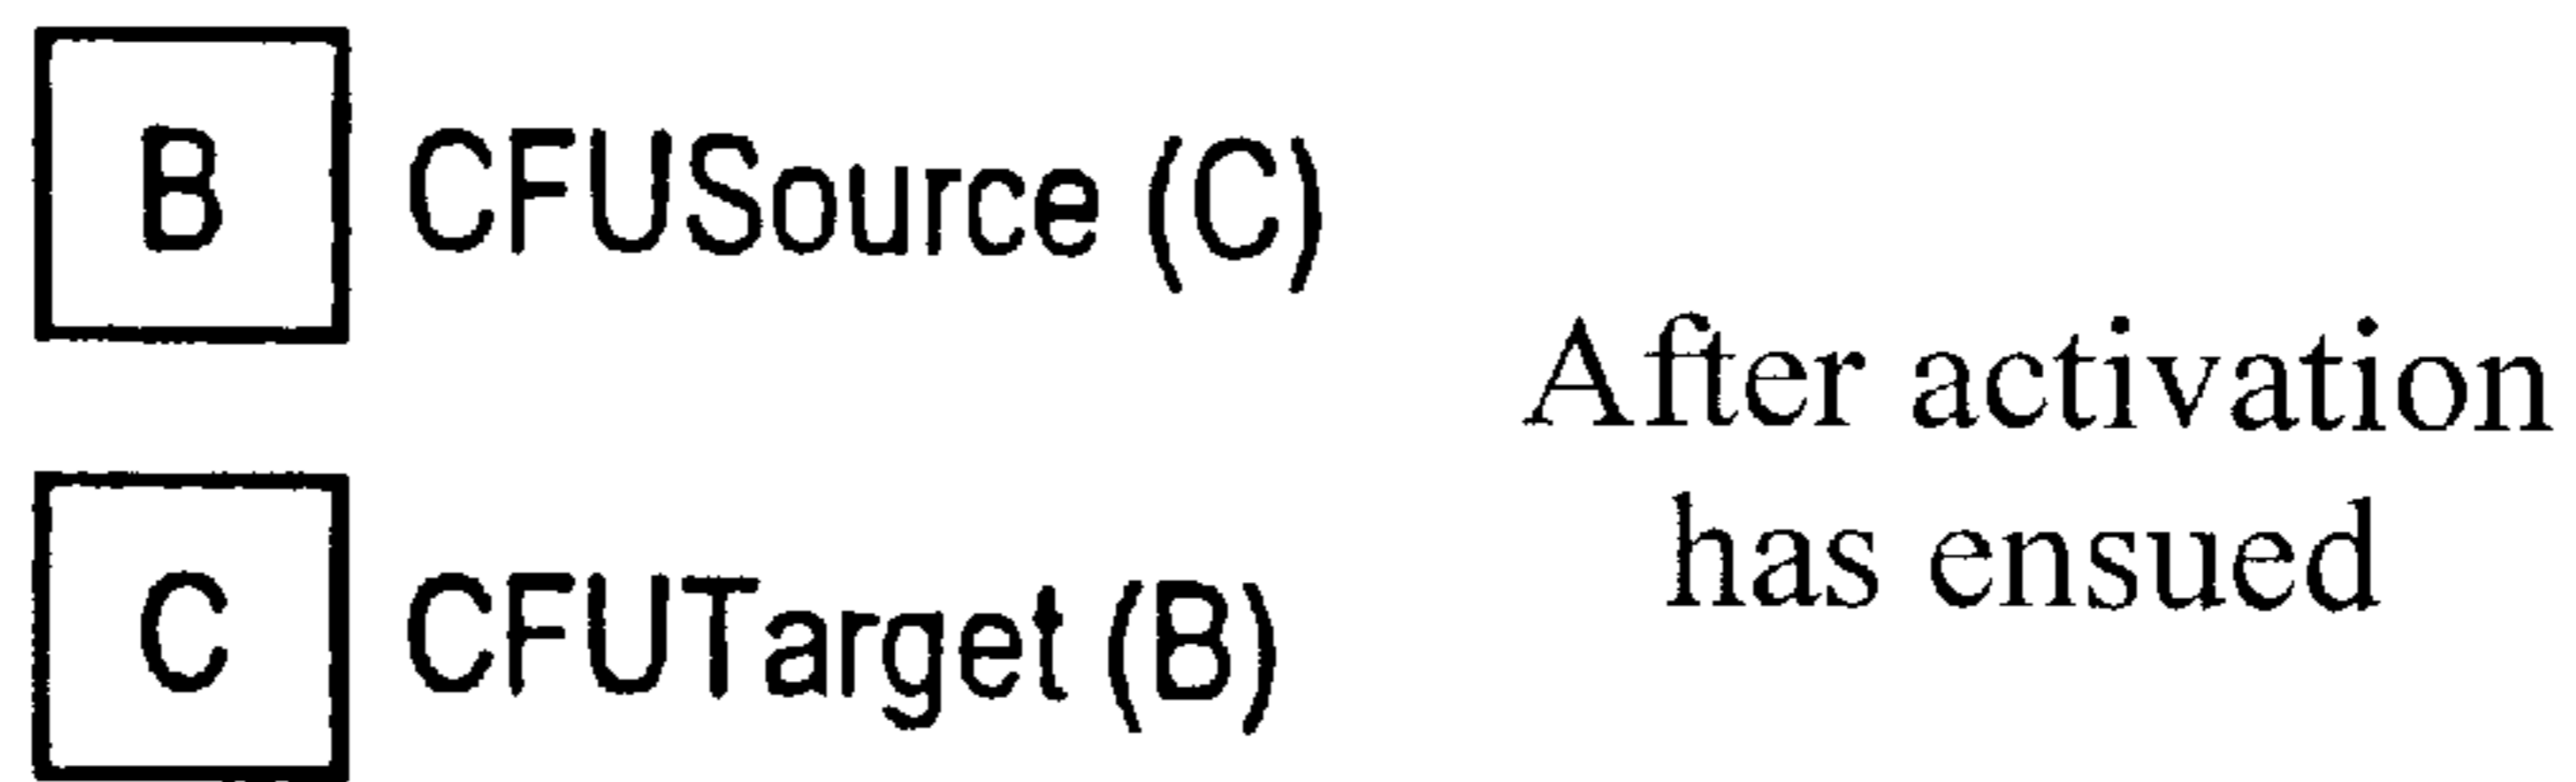 B CFUSource (C)
After activation
has ensued
C CFUTarget (B)